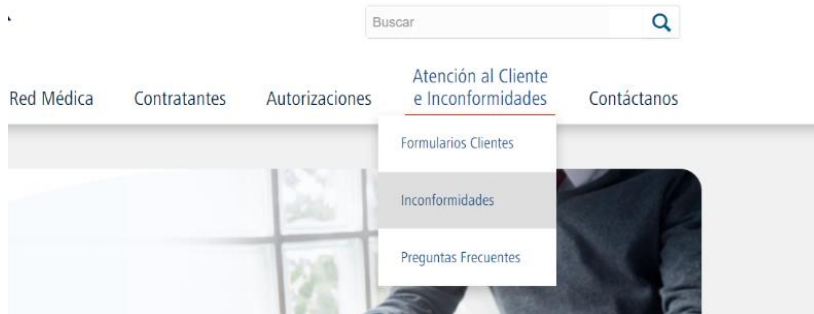 Buscar
Atención al Cliente
Red Médica Contratantes Autorizaciones e Inconformidades Contáctanos
Formularios Clientes
Inconformidades
Preguntas Frecuentes